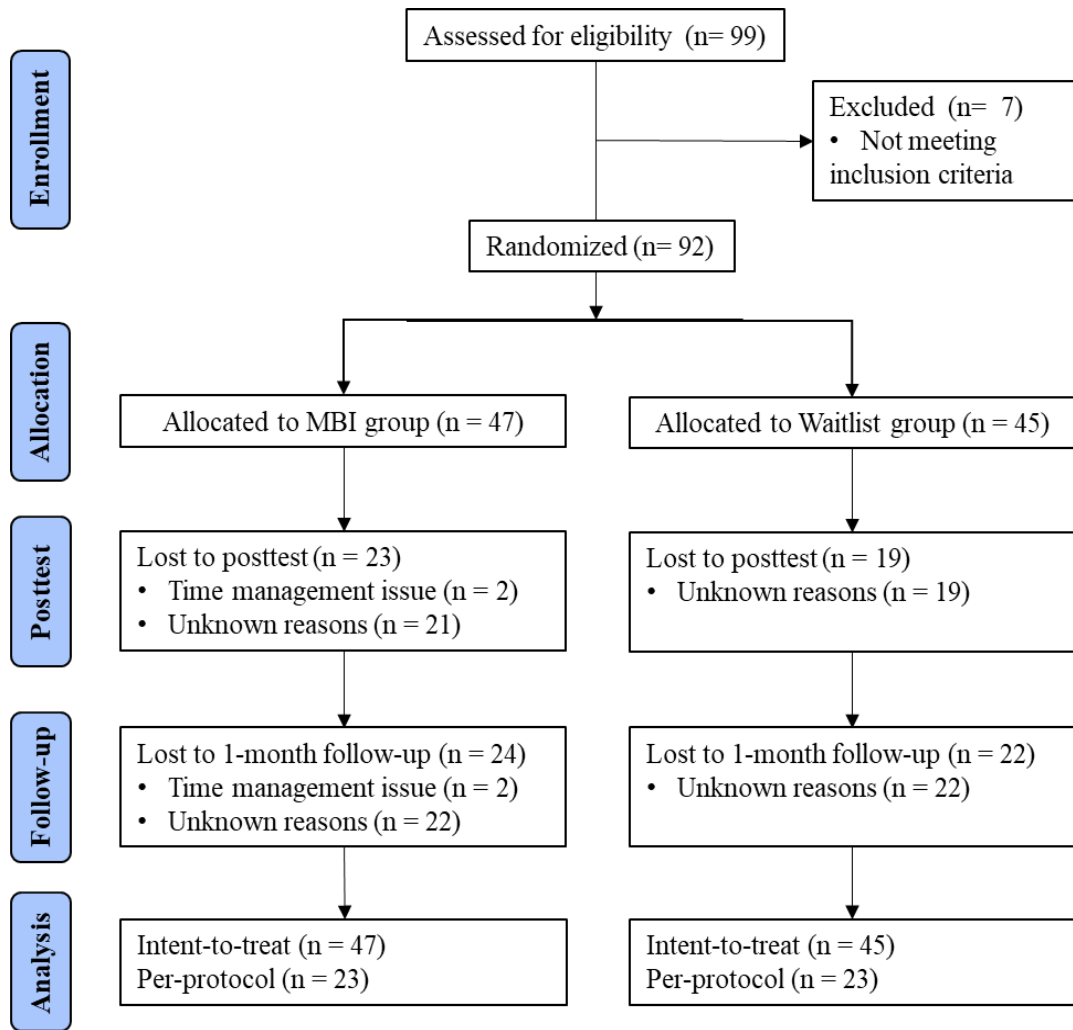 Assessed for eligibility (n= 99)
Enrollment
Excluded (n= 7)
• Not meeting
inclusion criteria
Randomized (n= 92)
Allocation
Allocated to MBI group (n = 47)
Allocated to Waitlist group (n = 45)
Posttest
Lost to posttest (n = 23)
• Time management issue (n = 2)
• Unknown reasons (n = 21)
Lost to posttest (n = 19)
• Unknown reasons (n = 19)
Follow-up
Lost to 1-month follow-up (n = 24)
• Time management issue (n = 2)
• Unknown reasons (n = 22)
Lost to 1-month follow-up (n = 22)
• Unknown reasons (n = 22)
Analysis
Intent-to-treat (n = 47)
Per-protocol (n = 23)
Intent-to-treat (n = 45)
Per-protocol (n = 23)